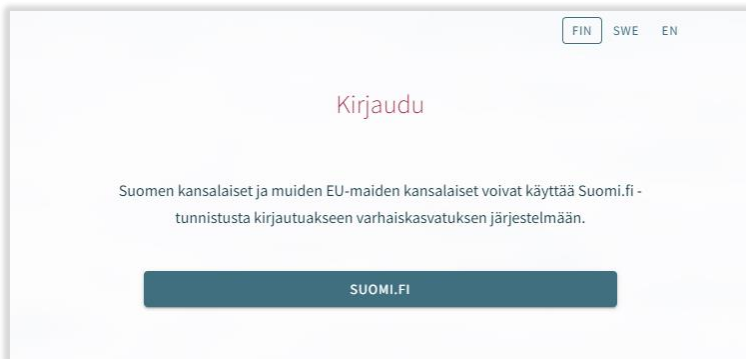 FIN SWE EN
Kirjaudu
Suomen kansalaiset ja muiden EU-maiden kansalaiset voivat käyttää Suomi.fi -
tunnistusta kirjautuakseen varhaiskasvatuksen järjestelmään.
SUOMI.FI